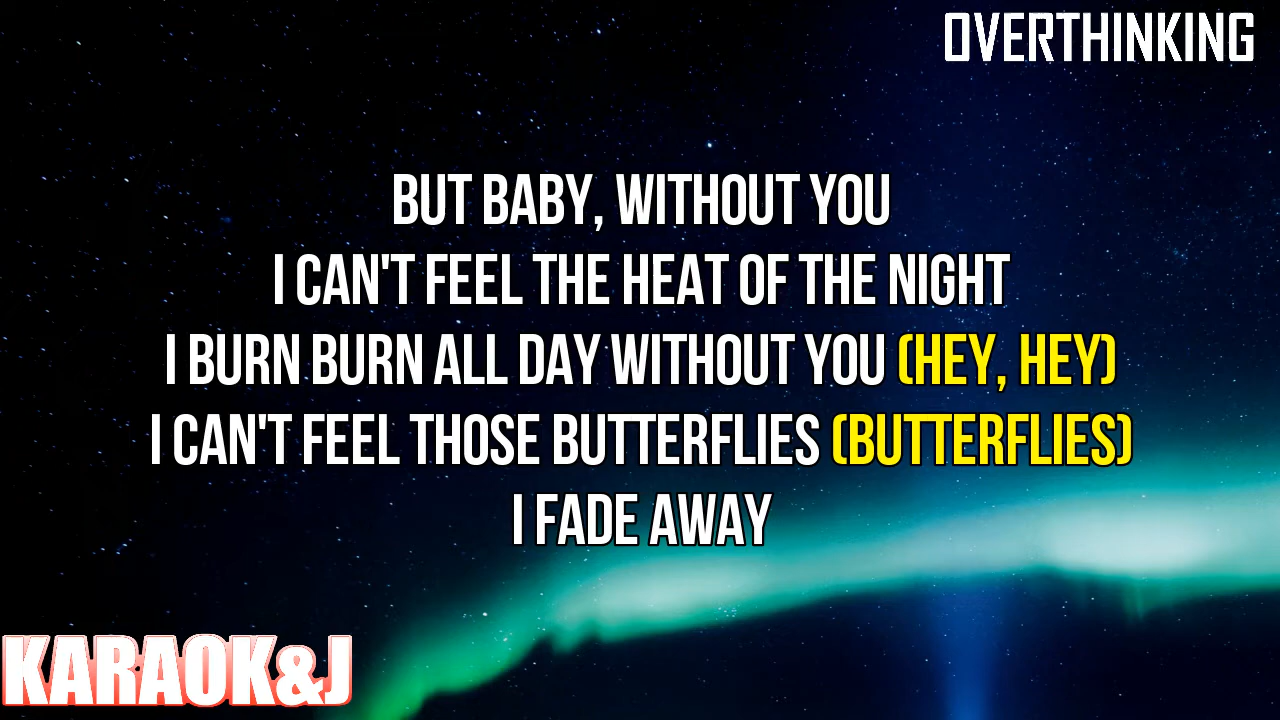 OVERTHINKING
BUT BABY, WITHOUT YOU
I CAN'T FEEL THE HEAT OF THE NIGHT
I BURN BURN ALL DAY WITHOUT YOU (HEY, HEY)
I CAN'T FEEL THOSE BUTTERFLIES (BUTTERFLIES)
I FADE AWAY
KARAOK&J